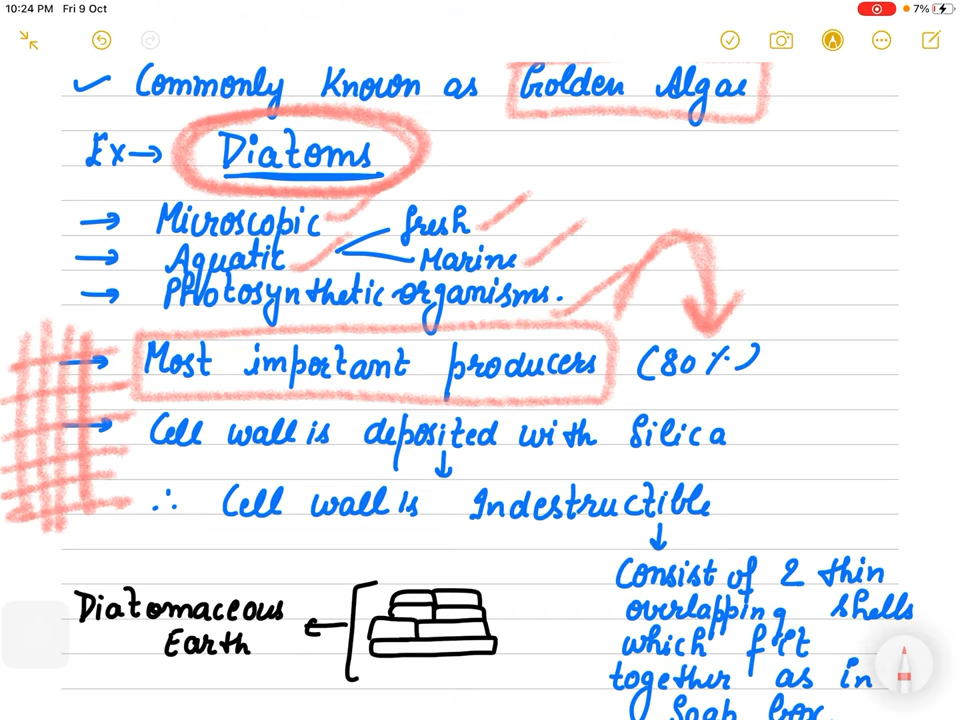 10:24 PM Fri 9 Oct 7%
✓ Commonly Known as Golden Algae
Ex→ Diatoms
→ Microscopic fresh
→ Aquatic Marine
→ Photosynthetic organisms.
→ Most important producers (80%)
→ Cell wall is deposited with Silica
↓
∴ Cell wall is Indestructible
↓
Consist of 2 thin
overlapping shells
which fit
together as in
Soap box.
Diatomaceous
Earth ←